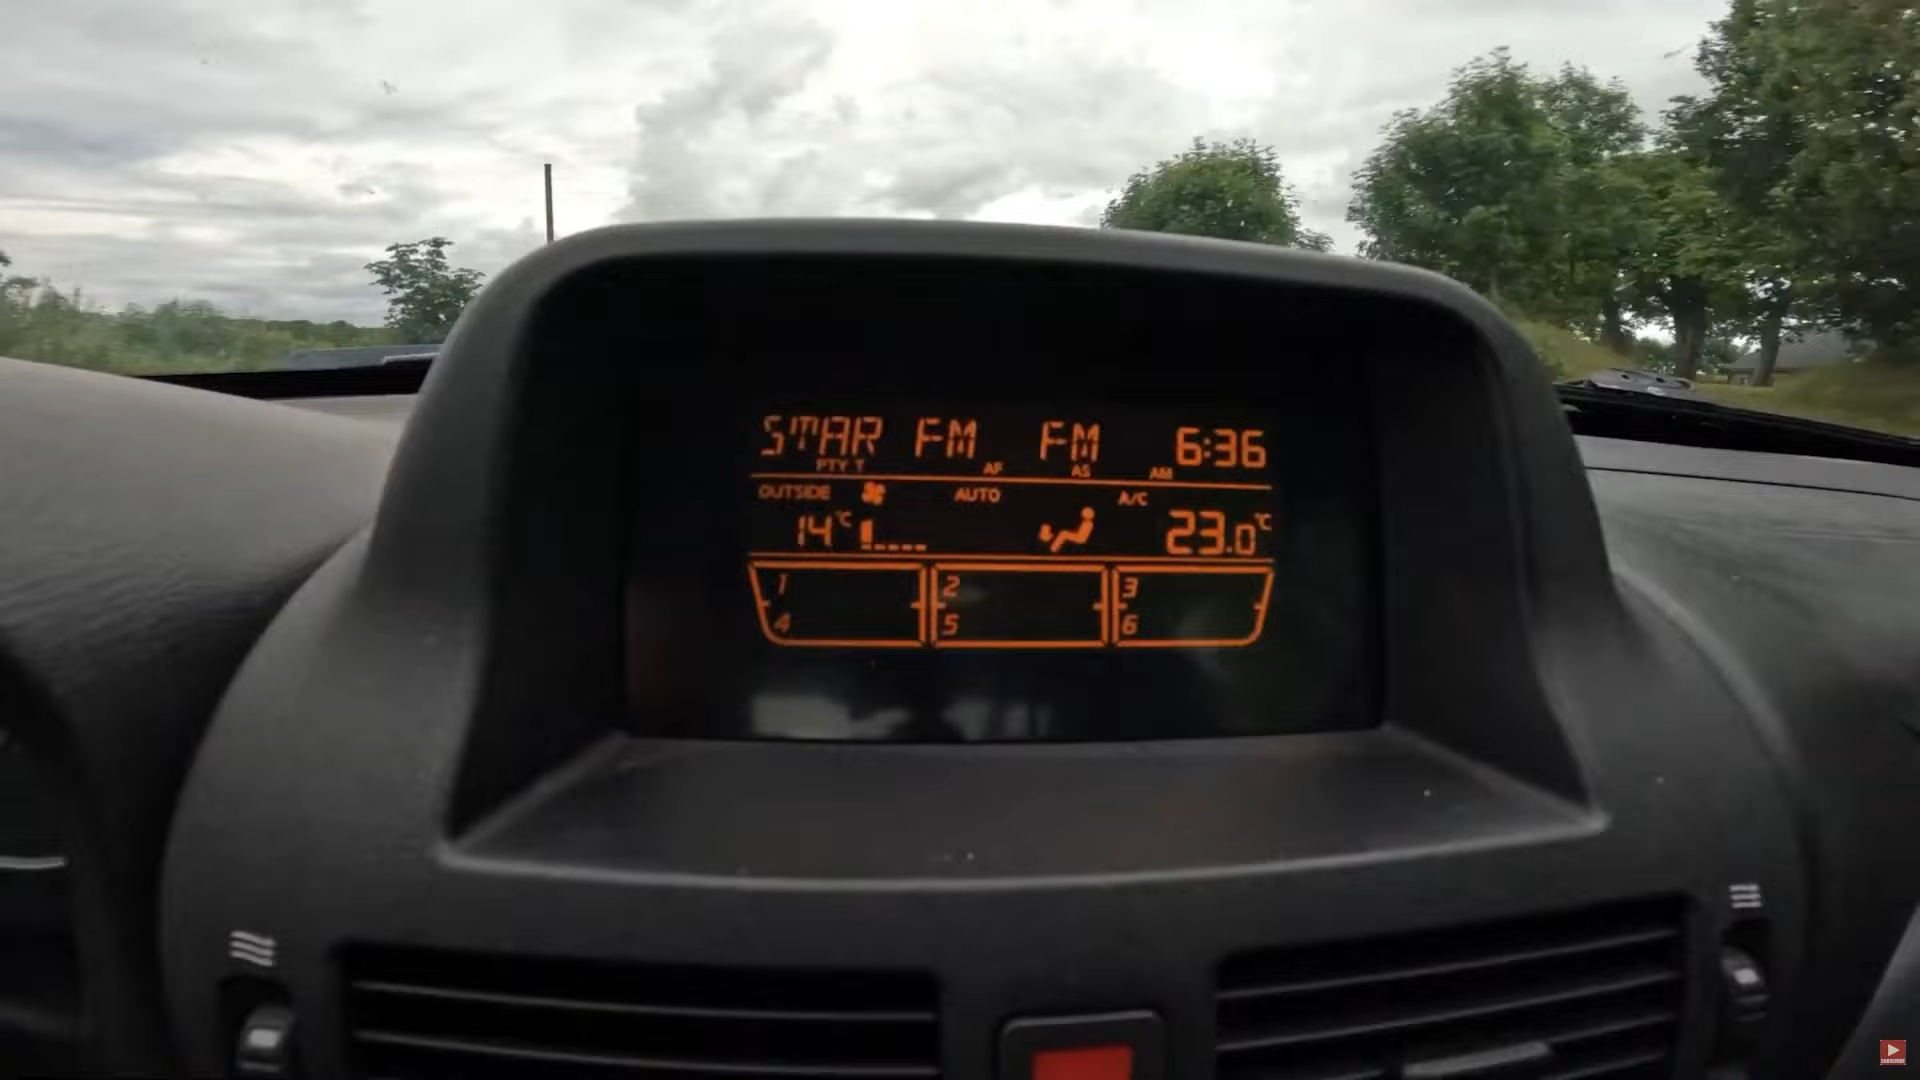 STAR FM FM 6:36
PTY T AF AS AM
OUTSIDE AUTO A/C
14°C 23.0°C
1 2 3
4 5 6
SUBSCRIBE